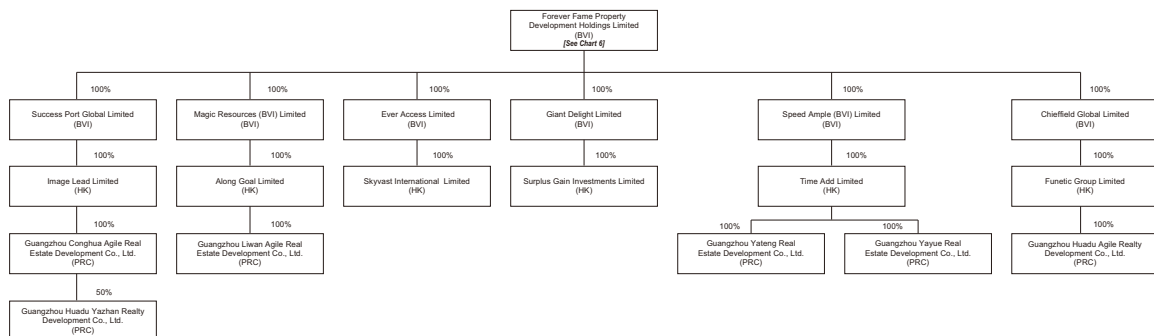 Forever Fame Property
Development Holdings Limited
(BVI)
[See Chart 6]
100%
100%
100%
100%
100%
100%
Success Port Global Limited
(BVI)
Magic Resources (BVI) Limited
(BVI)
Ever Access Limited
(BVI)
Giant Delight Limited
(BVI)
Speed Ample (BVI) Limited
(BVI)
Chieffield Global Limited
(BVI)
100%
100%
100%
100%
100%
100%
Image Lead Limited
(HK)
Along Goal Limited
(HK)
Skyvast International Limited
(HK)
Surplus Gain Investments Limited
(HK)
Time Add Limited
(HK)
Funetic Group Limited
(HK)
100%
100%
100%
100%
100%
Guangzhou Conghua Agile Real
Estate Development Co., Ltd.
(PRC)
Guangzhou Liwan Agile Real
Estate Development Co., Ltd.
(PRC)
Guangzhou Yateng Real
Estate Development Co., Ltd.
(PRC)
Guangzhou Yayue Real
Estate Development Co., Ltd.
(PRC)
Guangzhou Huadu Agile Realty
Development Co., Ltd.
(PRC)
50%
Guangzhou Huadu Yazhan Realty
Development Co., Ltd.
(PRC)